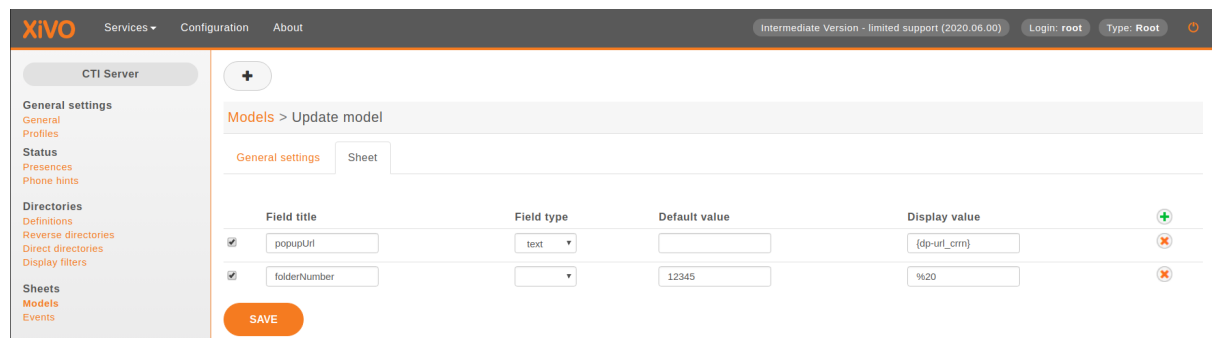 XiVO Services Configuration About Intermediate Version - limited support (2020.06.00) Login: root Type: Root
CTI Server
General settings
General
Profiles
Status
Presences
Phone hints
Directories
Definitions
Reverse directories
Direct directories
Display filters
Sheets
Models
Events
Models > Update model
General settings Sheet
Field title Field type Default value Display value
popupUrl text {dp-url_crrn}
folderNumber 12345 %20
SAVE